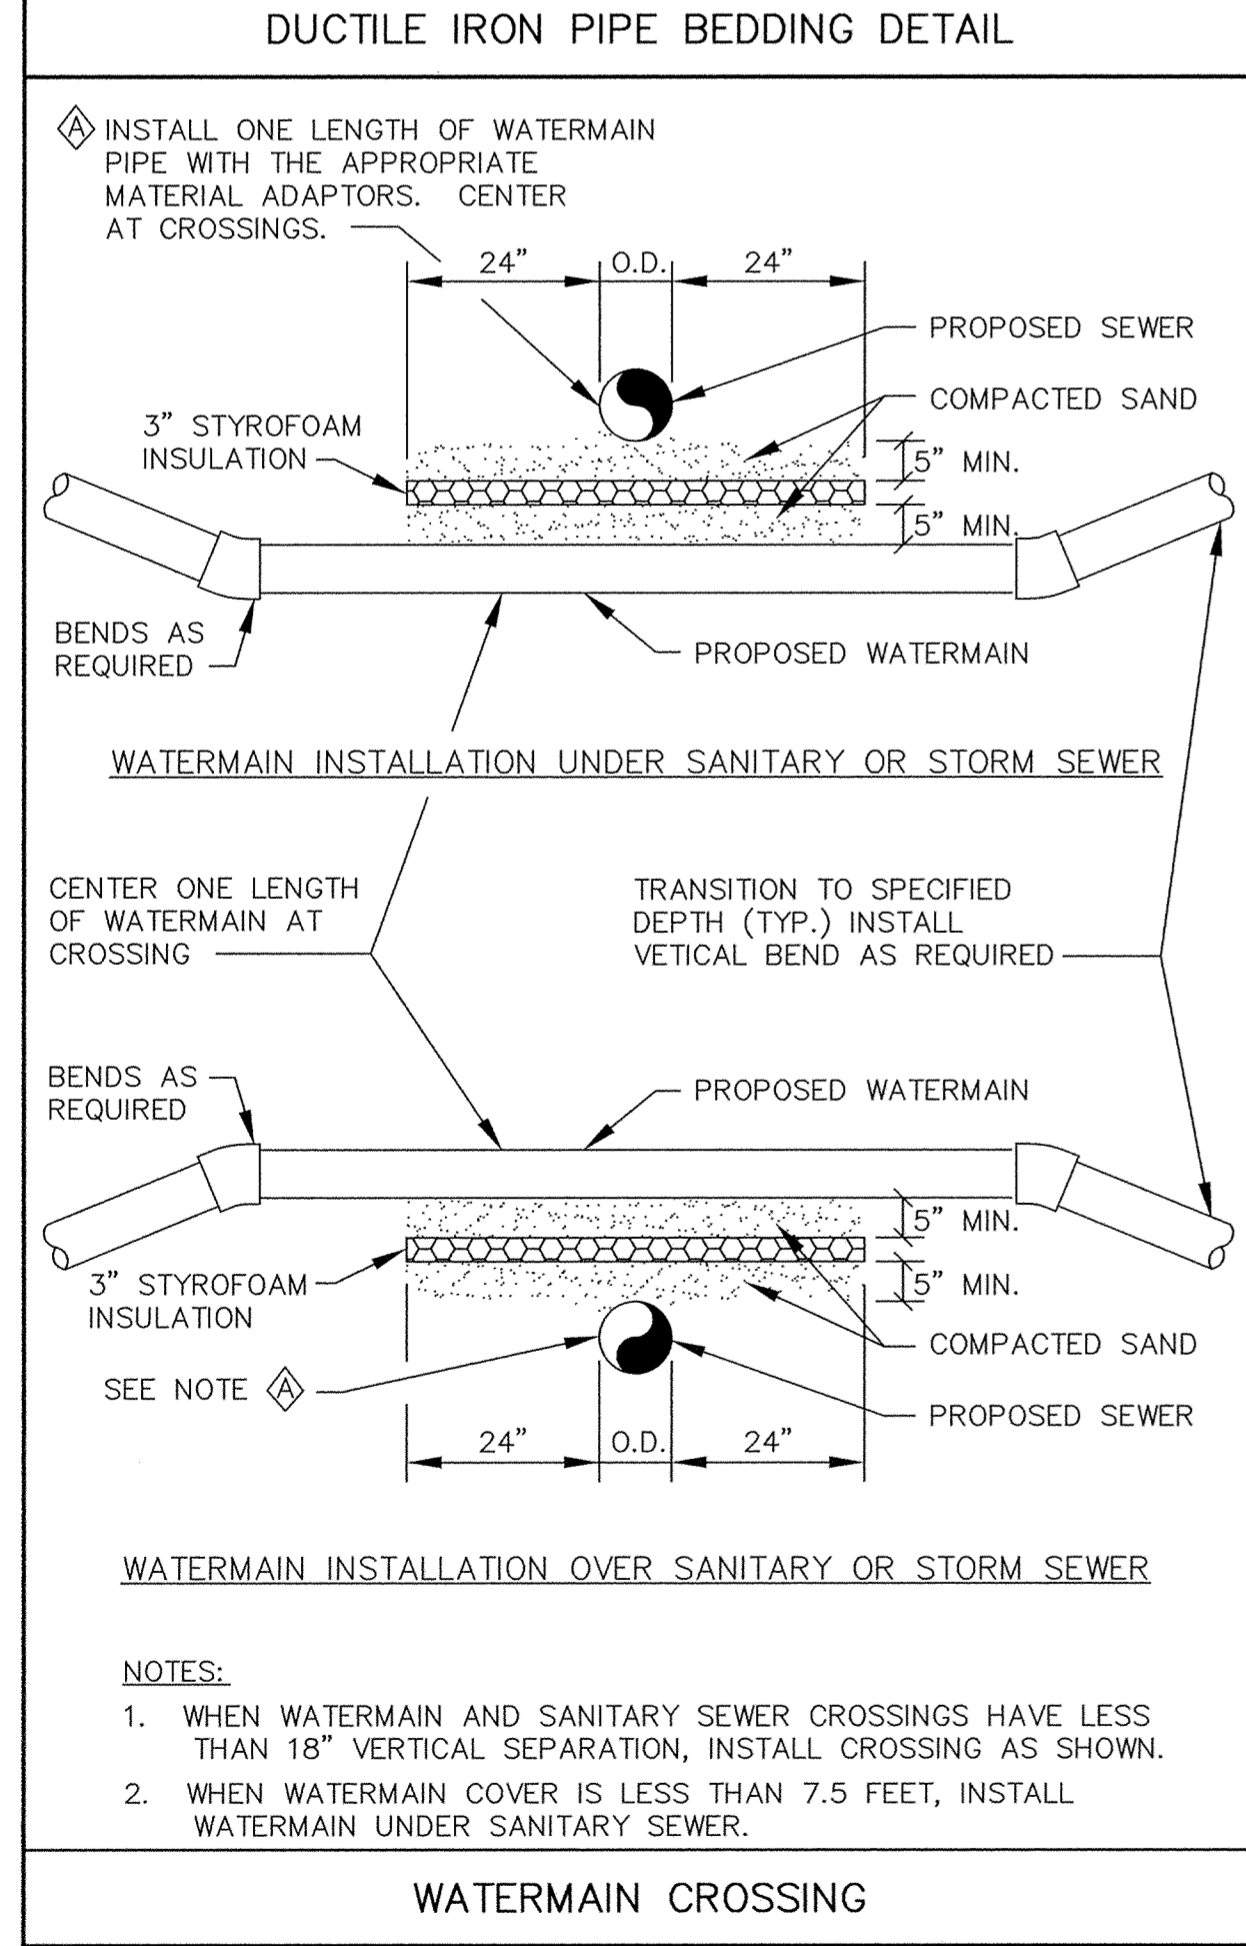 DUCTILE IRON PIPE BEDDING DETAIL
A INSTALL ONE LENGTH OF WATERMAIN
PIPE WITH THE APPROPRIATE
MATERIAL ADAPTORS. CENTER
AT CROSSINGS.
24" O.D. 24"
PROPOSED SEWER
COMPACTED SAND
3" STYROFOAM
INSULATION
5" MIN.
5" MIN.
BENDS AS
REQUIRED
PROPOSED WATERMAIN
WATERMAIN INSTALLATION UNDER SANITARY OR STORM SEWER
CENTER ONE LENGTH
OF WATERMAIN AT
CROSSING
TRANSITION TO SPECIFIED
DEPTH (TYP.) INSTALL
VETICAL BEND AS REQUIRED
BENDS AS
REQUIRED
PROPOSED WATERMAIN
5" MIN.
5" MIN.
3" STYROFOAM
INSULATION
COMPACTED SAND
SEE NOTE A
PROPOSED SEWER
24" O.D. 24"
WATERMAIN INSTALLATION OVER SANITARY OR STORM SEWER
NOTES:
1. WHEN WATERMAIN AND SANITARY SEWER CROSSINGS HAVE LESS
THAN 18" VERTICAL SEPARATION, INSTALL CROSSING AS SHOWN.
2. WHEN WATERMAIN COVER IS LESS THAN 7.5 FEET, INSTALL
WATERMAIN UNDER SANITARY SEWER.
WATERMAIN CROSSING